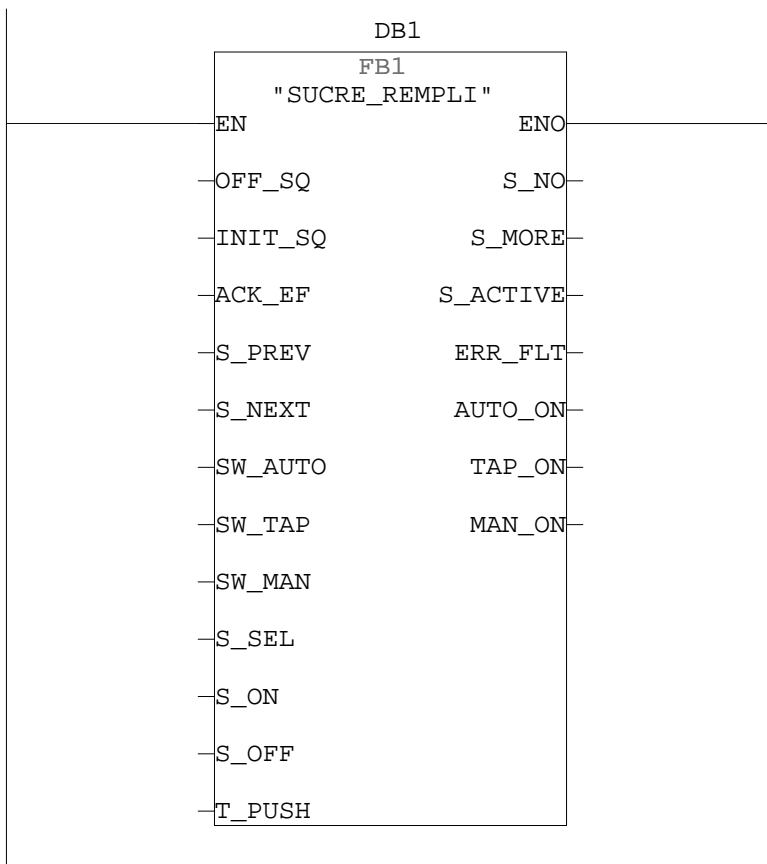 DB1
FB1
"SUCRE_REMPLI"
EN ENO
OFF_SQ S_NO
INIT_SQ S_MORE
ACK_EF S_ACTIVE
S_PREV ERR_FLT
S_NEXT AUTO_ON
SW_AUTO TAP_ON
SW_TAP MAN_ON
SW_MAN
S_SEL
S_ON
S_OFF
T_PUSH